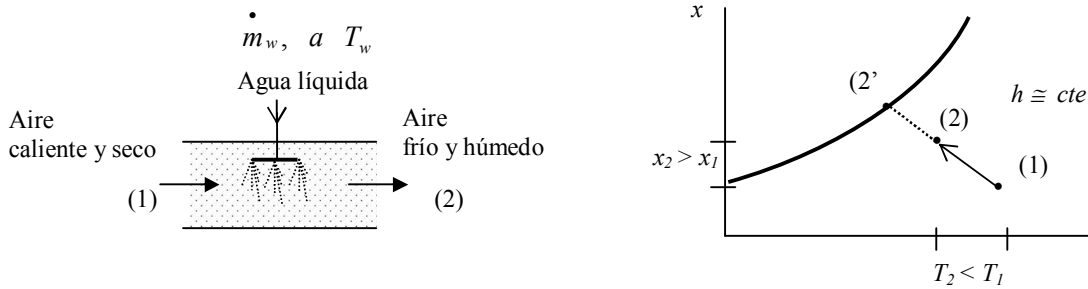 ṁw, a Tw
Agua líquida
Aire
caliente y seco
Aire
frío y húmedo
(1)
(2)
x
(2’
(2)
h ≅ cte
x2 > x1
(1)
T2 < T1